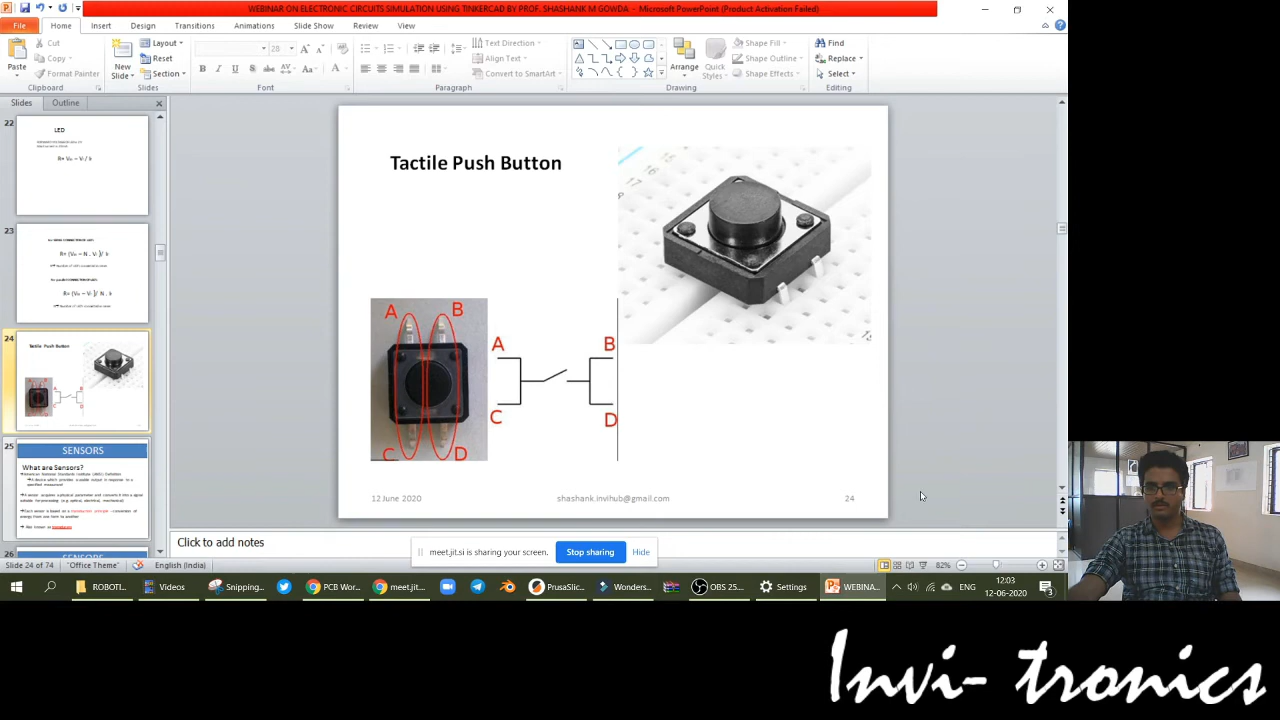 WEBINAR ON ELECTRONIC CIRCUITS SIMULATION USING TINKERCAD BY PROF. SHASHANK M GOWDA - Microsoft PowerPoint (Product Activation Failed)
File Home Insert Design Transitions Animations Slide Show Review View
Cut
Copy
Format Painter
Paste
Clipboard
New
Slide
Layout
Reset
Section
Slides
28
Font
Text Direction
Align Text
Convert to SmartArt
Paragraph
Arrange
Quick
Styles
Shape Fill
Shape Outline
Shape Effects
Drawing
Find
Replace
Select
Editing
Slides Outline
22
LED
23
24
Tactile Push Button
25
SENSORS
What are Sensors?
26
SENSORS
Tactile Push Button
A B
C D
A B
C D
12 June 2020 shashank.invihub@gmail.com 24
Click to add notes
meet.jit.si is sharing your screen. Stop sharing Hide
Slide 24 of 74 "Office Theme" English (India) 82%
ROBOTI... Videos Snipping... PCB Wor... meet.jit... PrusaSlic... Wonders... OBS 25... Settings WEBINA...
ENG
12:03
12-06-2020
3
Invi- tronics